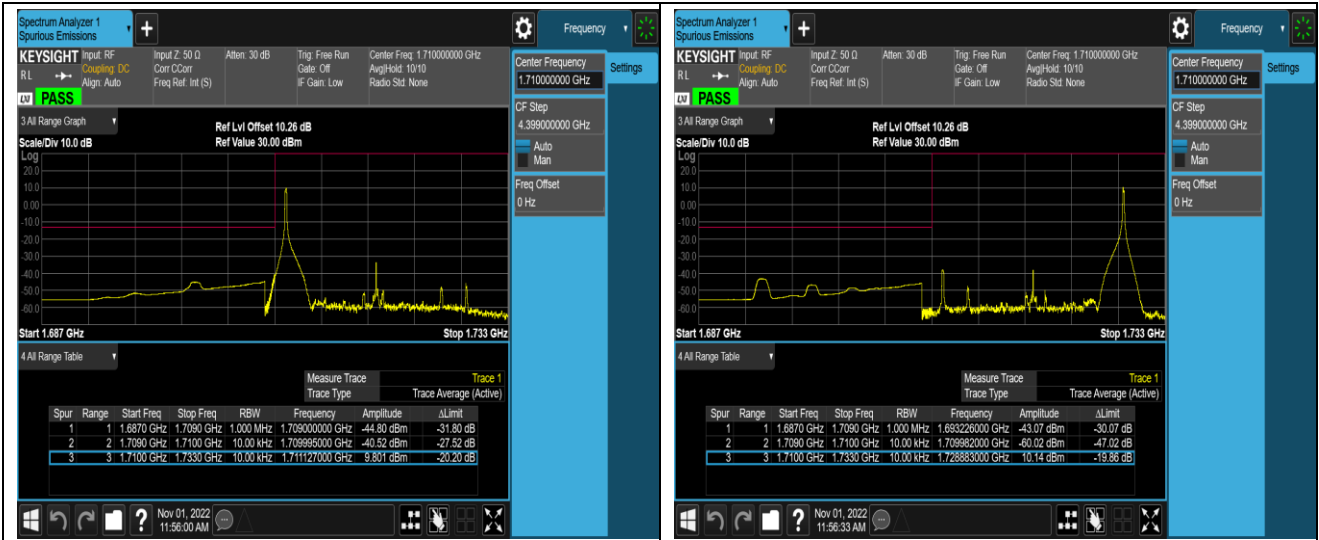 Spectrum Analyzer 1
Spurious Emissions
+
Frequency
KEYSIGHT Input: RF Input Z: 50 Ω Atten: 30 dB Trig: Free Run Center Freq: 1.710000000 GHz
Coupling: DC Corr CCorr Gate: Off Avg|Hold: 10/10
RL Align: Auto Freq Ref: Int (S) IF Gain: Low Radio Std: None
LXI PASS
Center Frequency
1.710000000 GHz
Settings
CF Step
4.399000000 GHz
Auto
Man
Freq Offset
0 Hz
3 All Range Graph
Ref Lvl Offset 10.26 dB
Scale/Div 10.0 dB Ref Value 30.00 dBm
Log
20.0
10.0
0.00
-10.0
-20.0
-30.0
-40.0
-50.0
-60.0
Start 1.687 GHz Stop 1.733 GHz
4 All Range Table
Measure Trace Trace 1
Trace Type Trace Average (Active)
Spur Range Start Freq Stop Freq RBW Frequency Amplitude ΔLimit
1 1 1.6870 GHz 1.7090 GHz 1.000 MHz 1.709000000 GHz -44.80 dBm -31.80 dB
2 2 1.7090 GHz 1.7100 GHz 10.00 kHz 1.709995000 GHz -40.52 dBm -27.52 dB
3 3 1.7100 GHz 1.7330 GHz 10.00 kHz 1.711127000 GHz 9.801 dBm -20.20 dB
?
Nov 01, 2022
11:56:00 AM
Spectrum Analyzer 1
Spurious Emissions
+
Frequency
KEYSIGHT Input: RF Input Z: 50 Ω Atten: 30 dB Trig: Free Run Center Freq: 1.710000000 GHz
Coupling: DC Corr CCorr Gate: Off Avg|Hold: 10/10
RL Align: Auto Freq Ref: Int (S) IF Gain: Low Radio Std: None
LXI PASS
Center Frequency
1.710000000 GHz
Settings
CF Step
4.399000000 GHz
Auto
Man
Freq Offset
0 Hz
3 All Range Graph
Ref Lvl Offset 10.26 dB
Scale/Div 10.0 dB Ref Value 30.00 dBm
Log
20.0
10.0
0.00
-10.0
-20.0
-30.0
-40.0
-50.0
-60.0
Start 1.687 GHz Stop 1.733 GHz
4 All Range Table
Measure Trace Trace 1
Trace Type Trace Average (Active)
Spur Range Start Freq Stop Freq RBW Frequency Amplitude ΔLimit
1 1 1.6870 GHz 1.7090 GHz 1.000 MHz 1.693226000 GHz -43.07 dBm -30.07 dB
2 2 1.7090 GHz 1.7100 GHz 10.00 kHz 1.709982000 GHz -60.02 dBm -47.02 dB
3 3 1.7100 GHz 1.7330 GHz 10.00 kHz 1.728883000 GHz 10.14 dBm -19.86 dB
?
Nov 01, 2022
11:56:33 AM